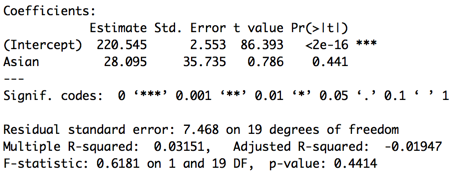 Coefficients:
Estimate Std. Error t value Pr(>|t|)
(Intercept) 220.545 2.553 86.393 <2e-16 ***
Asian 28.095 35.735 0.786 0.441
---
Signif. codes: 0 ‘***’ 0.001 ‘**’ 0.01 ‘*’ 0.05 ‘.’ 0.1 ‘ ’ 1
Residual standard error: 7.468 on 19 degrees of freedom
Multiple R-squared: 0.03151, Adjusted R-squared: -0.01947
F-statistic: 0.6181 on 1 and 19 DF, p-value: 0.4414